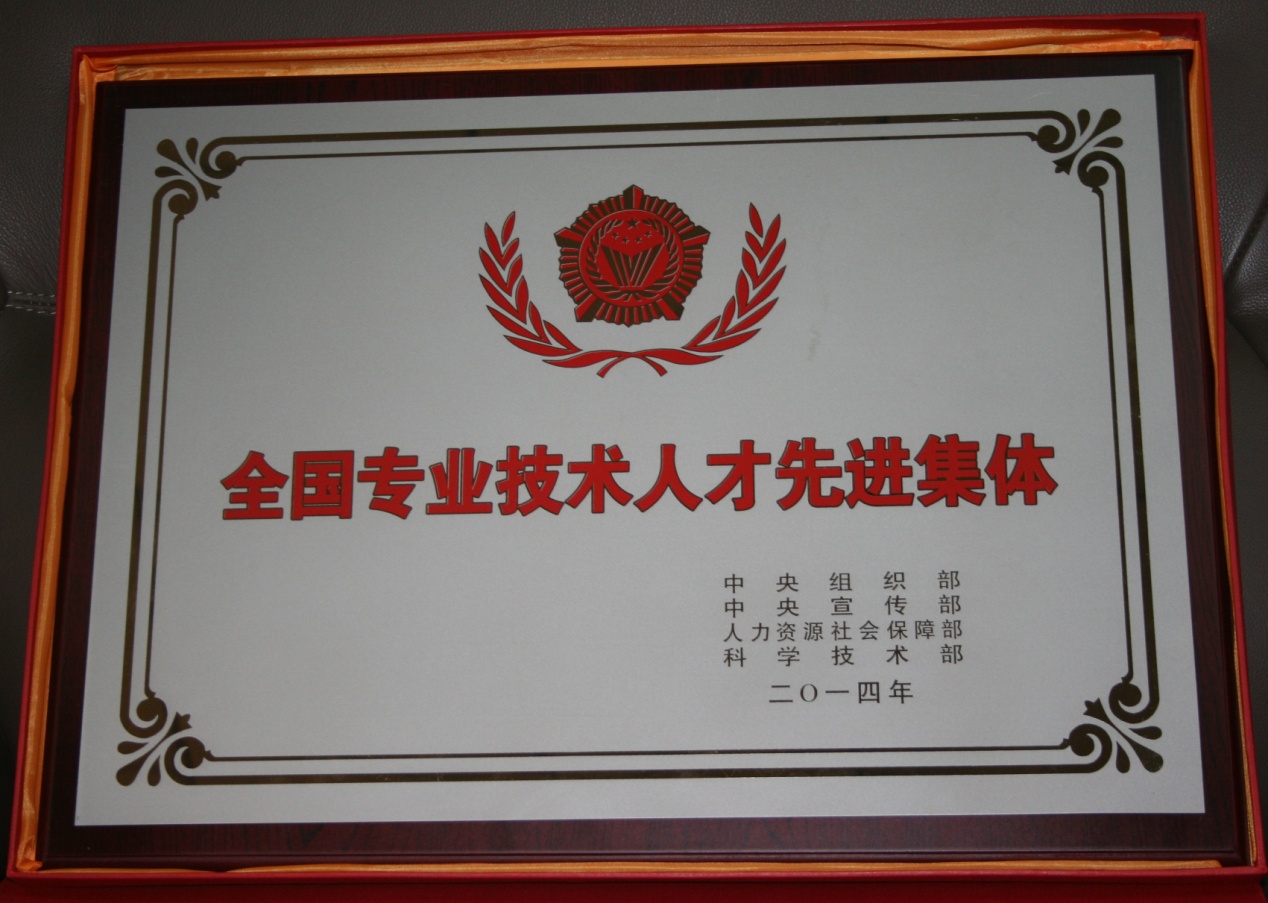 全国专业技术人才先进集体
中央组织部
中央宣传部
人力资源社会保障部
科学技术部
二〇一四年